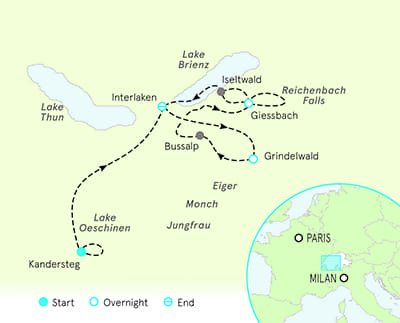 Lake
Brienz
Iseltwald
Reichenbach
Falls
Lake
Thun
Interlaken
Giessbach
Bussalp
Grindelwald
Eiger
Monch
Jungfrau
Lake
Oeschinen
Kandersteg
PARIS
MILAN
Start
Overnight
End